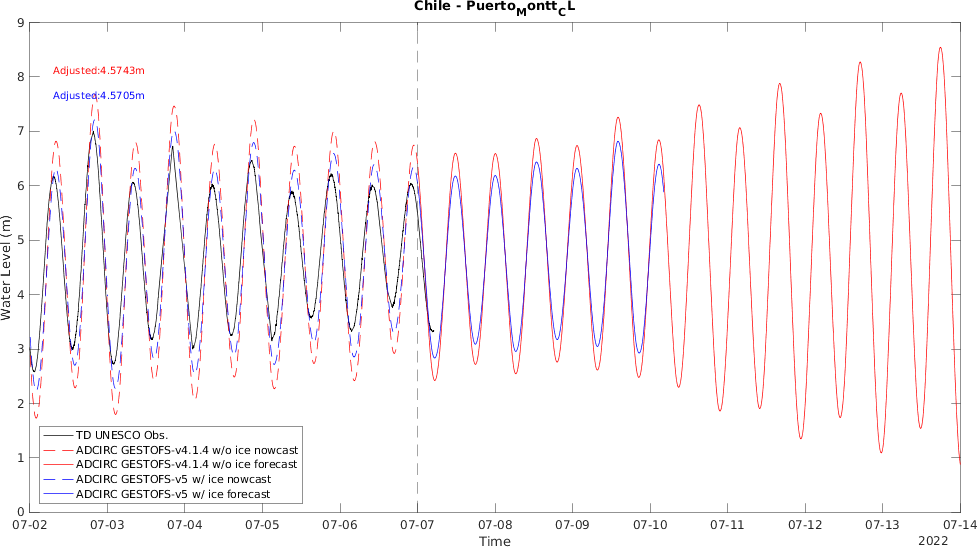 Chile - PuertoMonttCL
9
8
7
6
5
4
3
2
1
0
Water Level (m)
Adjusted:4.5743m
Adjusted:4.5705m
TD UNESCO Obs.
ADCIRC GESTOFS-v4.1.4 w/o ice nowcast
ADCIRC GESTOFS-v4.1.4 w/o ice forecast
ADCIRC GESTOFS-v5 w/ ice nowcast
ADCIRC GESTOFS-v5 w/ ice forecast
07-02 07-03 07-04 07-05 07-06 07-07 07-08 07-09 07-10 07-11 07-12 07-13 07-14
Time
2022